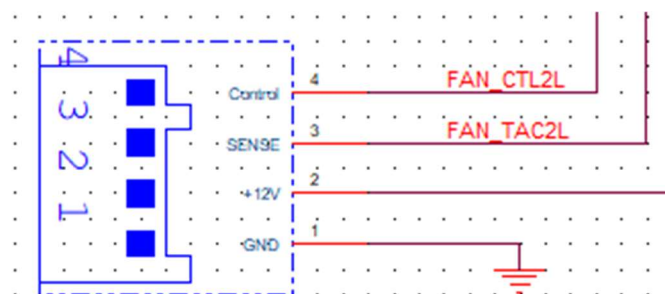 4 Control 4 FAN_CTL2L
3 SENSE 3 FAN_TAC2L
2 +12V 2
1 GND 1